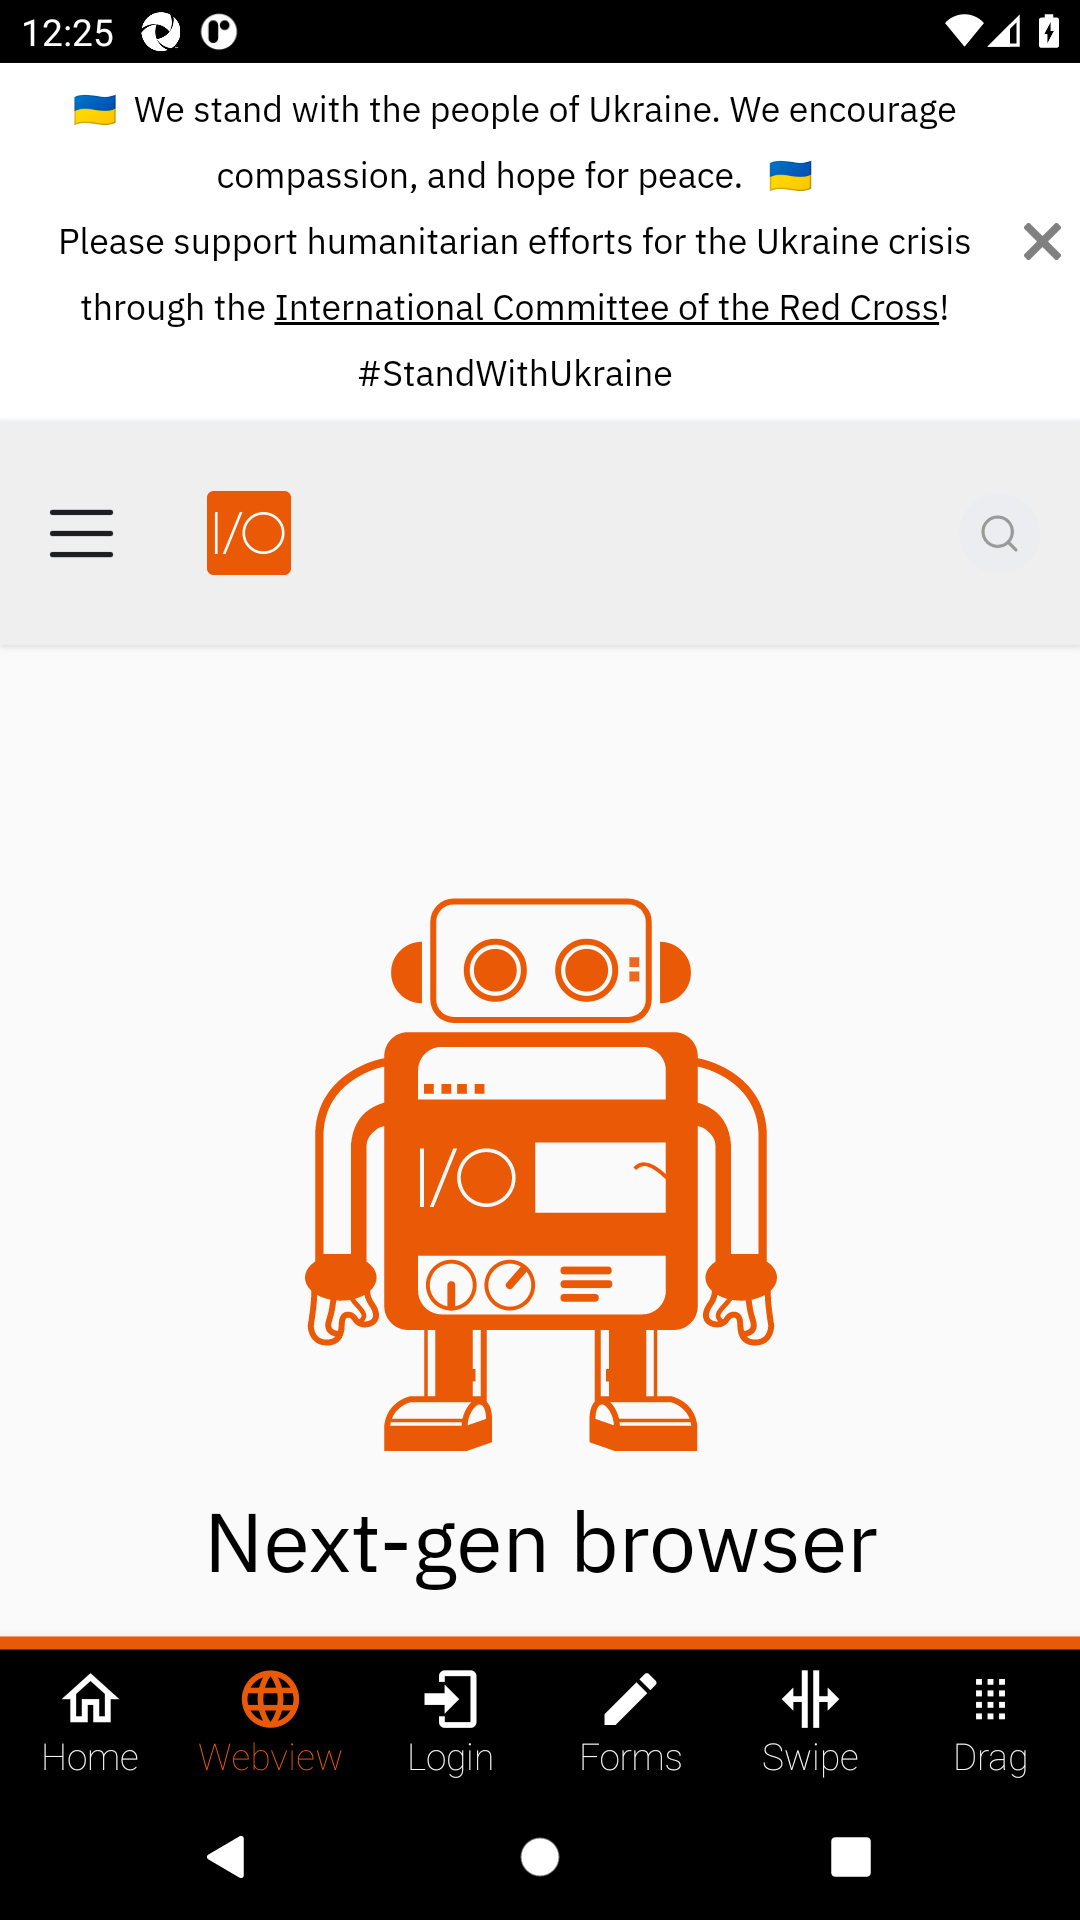 12:25
🇺🇦 We stand with the people of Ukraine. We encourage
compassion, and hope for peace. 🇺🇦
Please support humanitarian efforts for the Ukraine crisis
through the International Committee of the Red Cross!
#StandWithUkraine
I/O
I/O
Next-gen browser
Home Webview Login Forms Swipe Drag